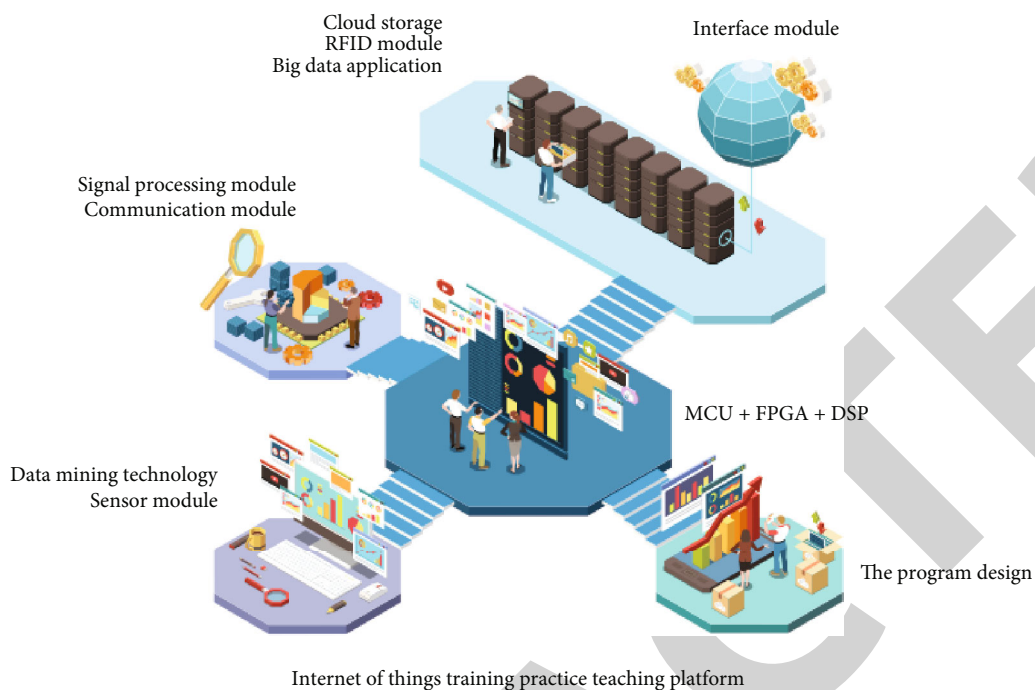 Cloud storage
RFID module
Big data application
Interface module
Signal processing module
Communication module
MCU + FPGA + DSP
Data mining technology
Sensor module
The program design
Internet of things training practice teaching platform